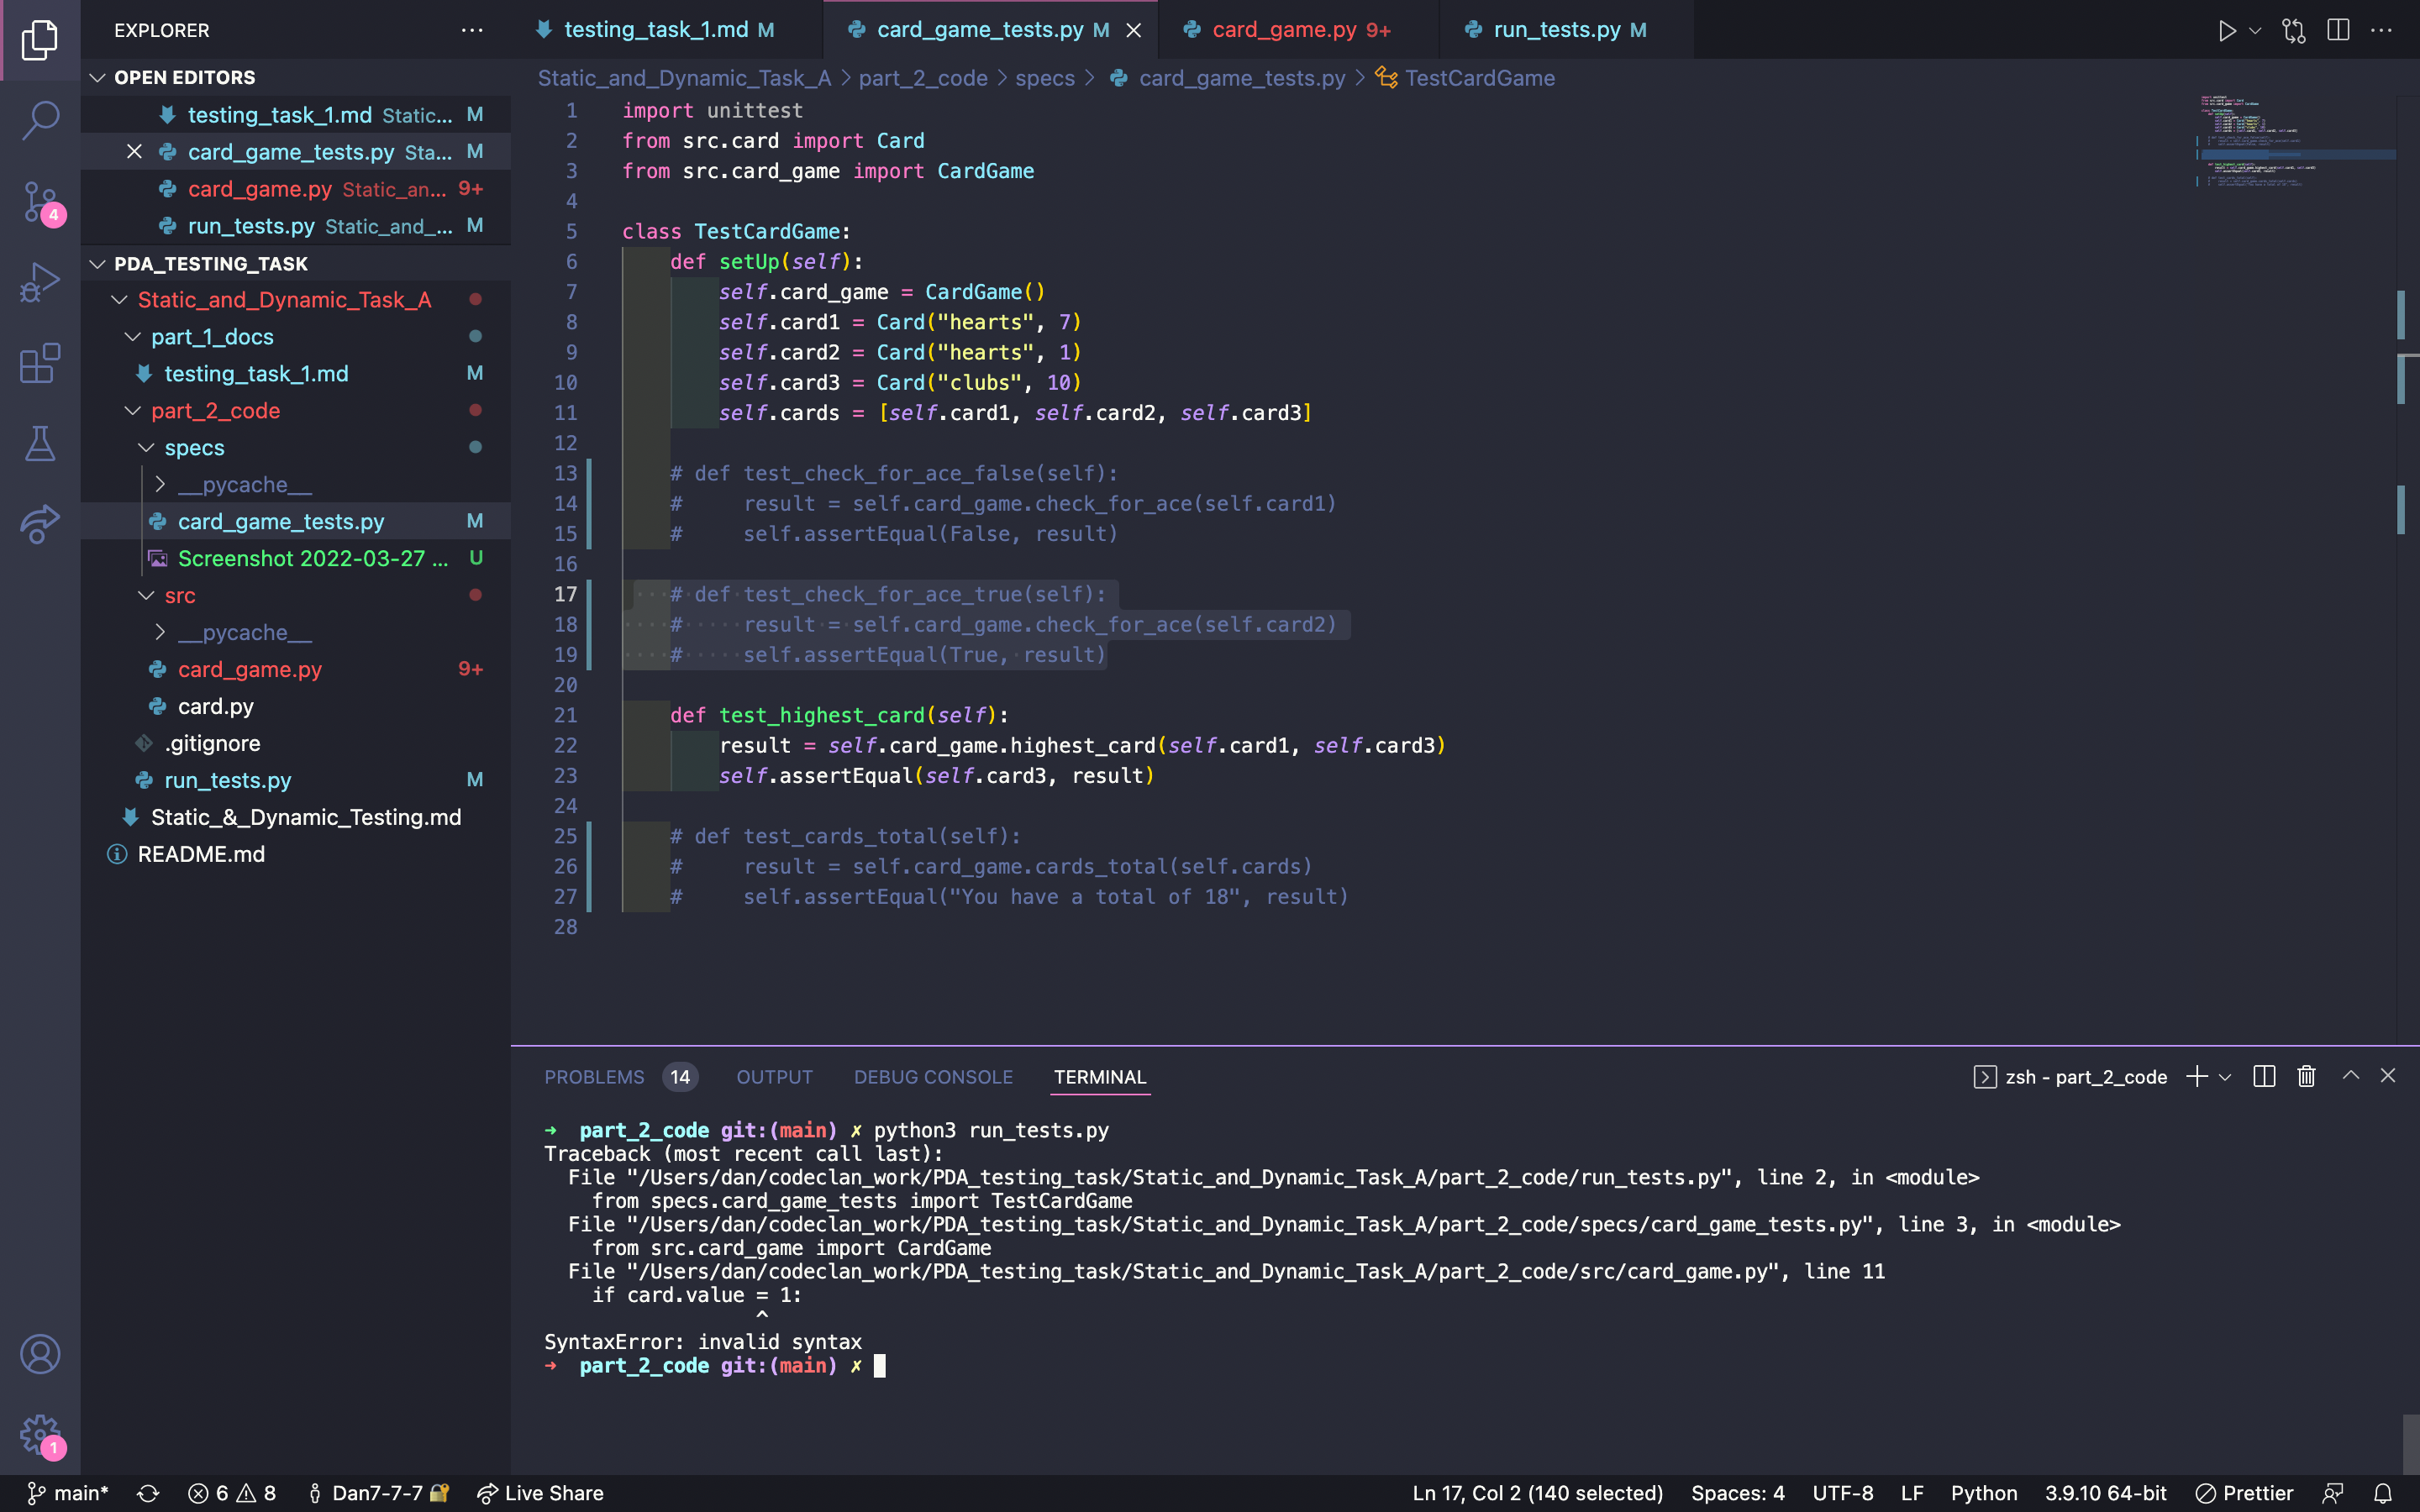 EXPLORER
OPEN EDITORS
testing_task_1.md Static... M
card_game_tests.py Sta... M
card_game.py Static_an... 9+
run_tests.py Static_and_... M
PDA_TESTING_TASK
Static_and_Dynamic_Task_A
part_1_docs
testing_task_1.md M
part_2_code
specs
__pycache__
card_game_tests.py M
Screenshot 2022-03-27 ... U
src
__pycache__
card_game.py 9+
card.py
.gitignore
run_tests.py M
Static_&_Dynamic_Testing.md
README.md
4
1
testing_task_1.md M
card_game_tests.py M
card_game.py 9+
run_tests.py M
Static_and_Dynamic_Task_A > part_2_code > specs > card_game_tests.py > TestCardGame
1 import unittest
2 from src.card import Card
3 from src.card_game import CardGame
4
5 class TestCardGame:
6 def setUp(self):
7 self.card_game = CardGame()
8 self.card1 = Card("hearts", 7)
9 self.card2 = Card("hearts", 1)
10 self.card3 = Card("clubs", 10)
11 self.cards = [self.card1, self.card2, self.card3]
12
13 # def test_check_for_ace_false(self):
14 # result = self.card_game.check_for_ace(self.card1)
15 # self.assertEqual(False, result)
16
17 # def test_check_for_ace_true(self):
18 # result = self.card_game.check_for_ace(self.card2)
19 # self.assertEqual(True, result)
20
21 def test_highest_card(self):
22 result = self.card_game.highest_card(self.card1, self.card3)
23 self.assertEqual(self.card3, result)
24
25 # def test_cards_total(self):
26 # result = self.card_game.cards_total(self.cards)
27 # self.assertEqual("You have a total of 18", result)
28
PROBLEMS 14 OUTPUT DEBUG CONSOLE TERMINAL
zsh - part_2_code
➜ part_2_code git:(main) ✗ python3 run_tests.py
Traceback (most recent call last):
File "/Users/dan/codeclan_work/PDA_testing_task/Static_and_Dynamic_Task_A/part_2_code/run_tests.py", line 2, in <module>
from specs.card_game_tests import TestCardGame
File "/Users/dan/codeclan_work/PDA_testing_task/Static_and_Dynamic_Task_A/part_2_code/specs/card_game_tests.py", line 3, in <module>
from src.card_game import CardGame
File "/Users/dan/codeclan_work/PDA_testing_task/Static_and_Dynamic_Task_A/part_2_code/src/card_game.py", line 11
if card.value = 1:
^
SyntaxError: invalid syntax
➜ part_2_code git:(main) ✗
main* 6 8 Dan7-7-7 Live Share
Ln 17, Col 2 (140 selected) Spaces: 4 UTF-8 LF Python 3.9.10 64-bit Prettier